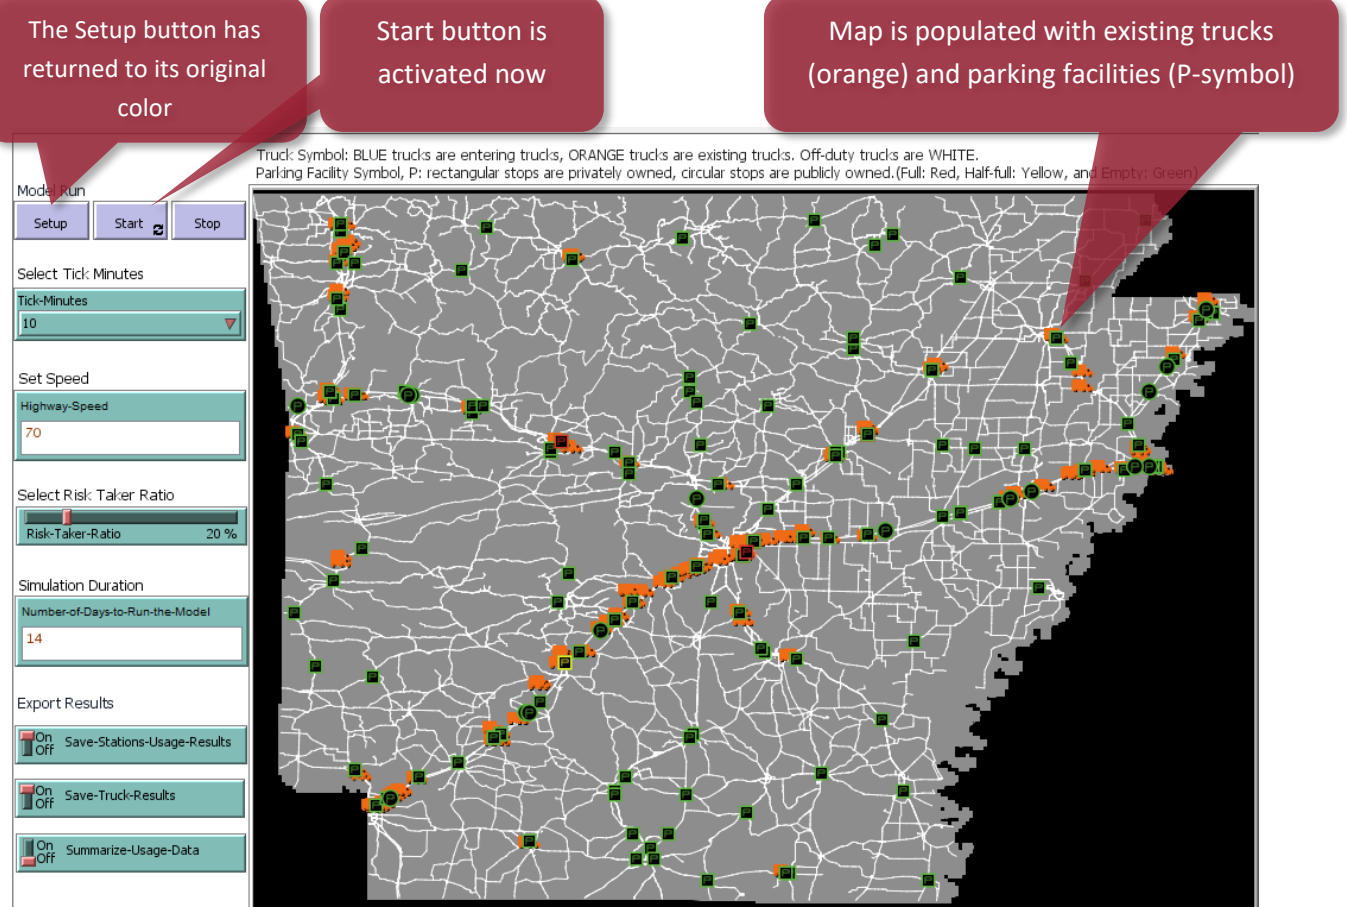 The Setup button has
returned to its original
color
Start button is
activated now
Map is populated with existing trucks
(orange) and parking facilities (P-symbol)
Truck Symbol: BLUE trucks are entering trucks, ORANGE trucks are existing trucks. Off-duty trucks are WHITE.
Parking Facility Symbol, P: rectangular stops are privately owned, circular stops are publicly owned.(Full: Red, Half-full: Yellow, and Empty: Green)
Model Run
Setup
Start
Stop
Select Tick Minutes
Tick-Minutes
10
Set Speed
Highway-Speed
70
Select Risk Taker Ratio
Risk-Taker-Ratio 20 %
Simulation Duration
Number-of-Days-to-Run-the-Model
14
Export Results
On
Off
Save-Stations-Usage-Results
On
Off
Save-Truck-Results
On
Off
Summarize-Usage-Data